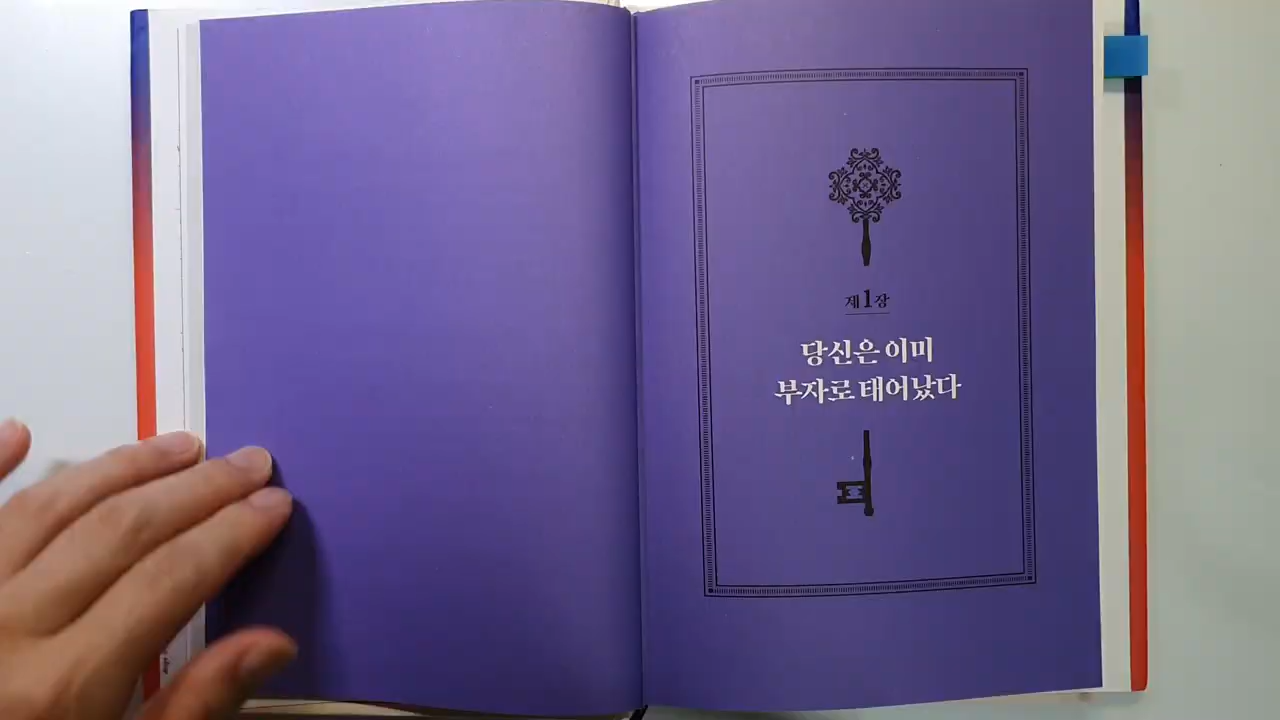 제1장
당신은 이미
부자로 태어났다